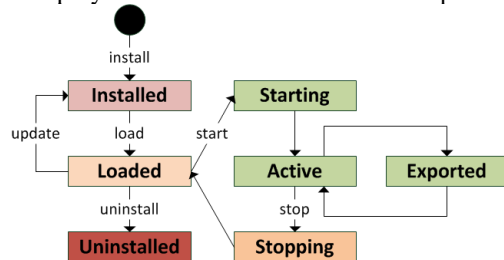 install
Installed
Starting
update
load
start
Loaded
Active
Exported
uninstall
stop
Uninstalled
Stopping